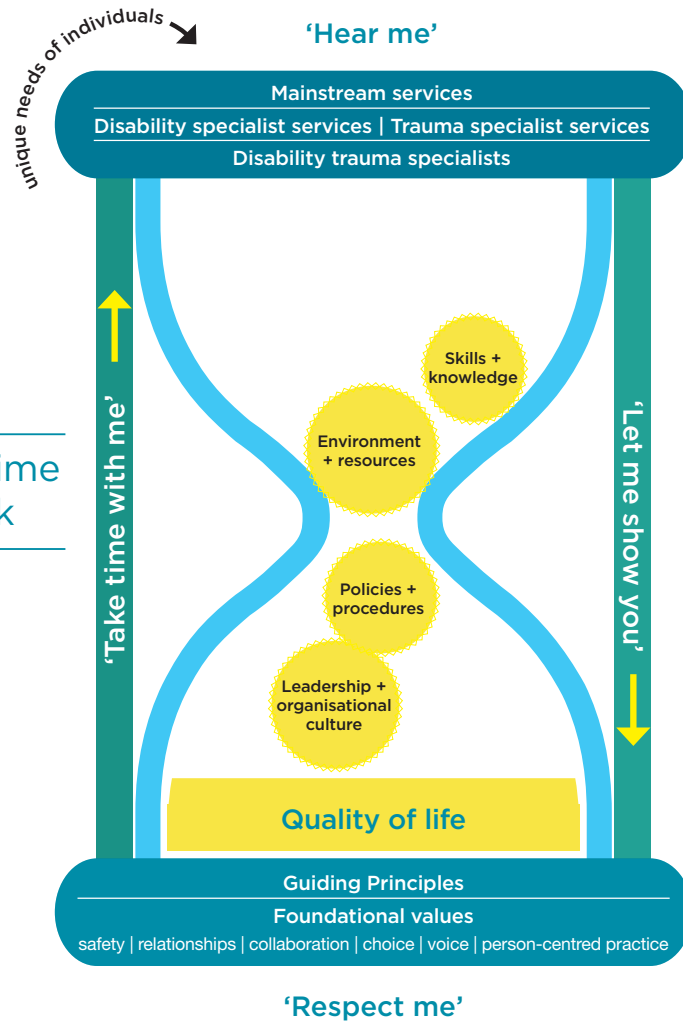 unique needs of individuals
‘Hear me’
Mainstream services
Disability specialist services | Trauma specialist services
Disability trauma specialists
Skills +
knowledge
Environment
+ resources
‘Take time with me’
‘Let me show you’
Policies +
procedures
Leadership +
organisational
culture
Quality of life
Guiding Principles
Foundational values
safety | relationships | collaboration | choice | voice | person-centred practice
‘Respect me’